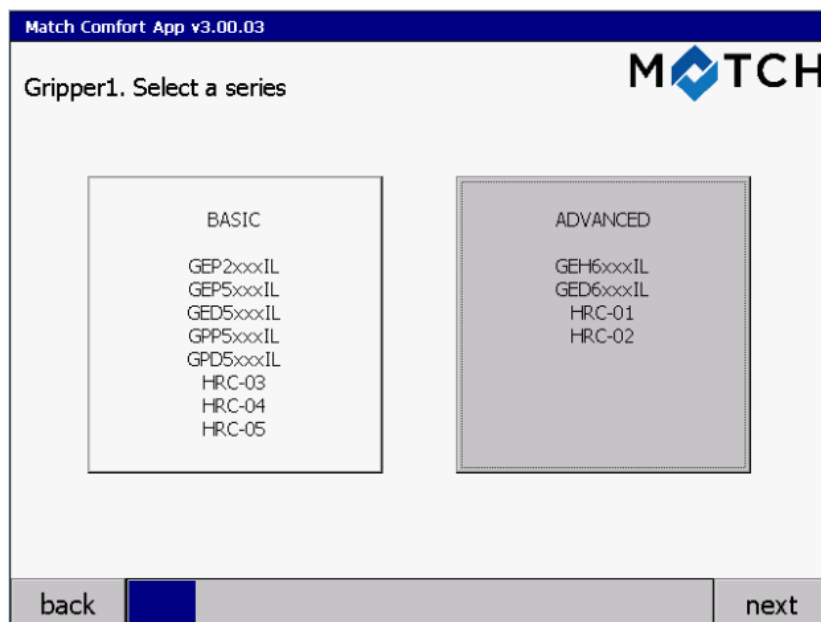 Match Comfort App v3.00.03
Gripper1. Select a series
MATCH
BASIC
GEP2xxxIL
GEP5xxxIL
GED5xxxIL
GPP5xxxIL
GPD5xxxIL
HRC-03
HRC-04
HRC-05
ADVANCED
GEH6xxxIL
GED6xxxIL
HRC-01
HRC-02
back
next